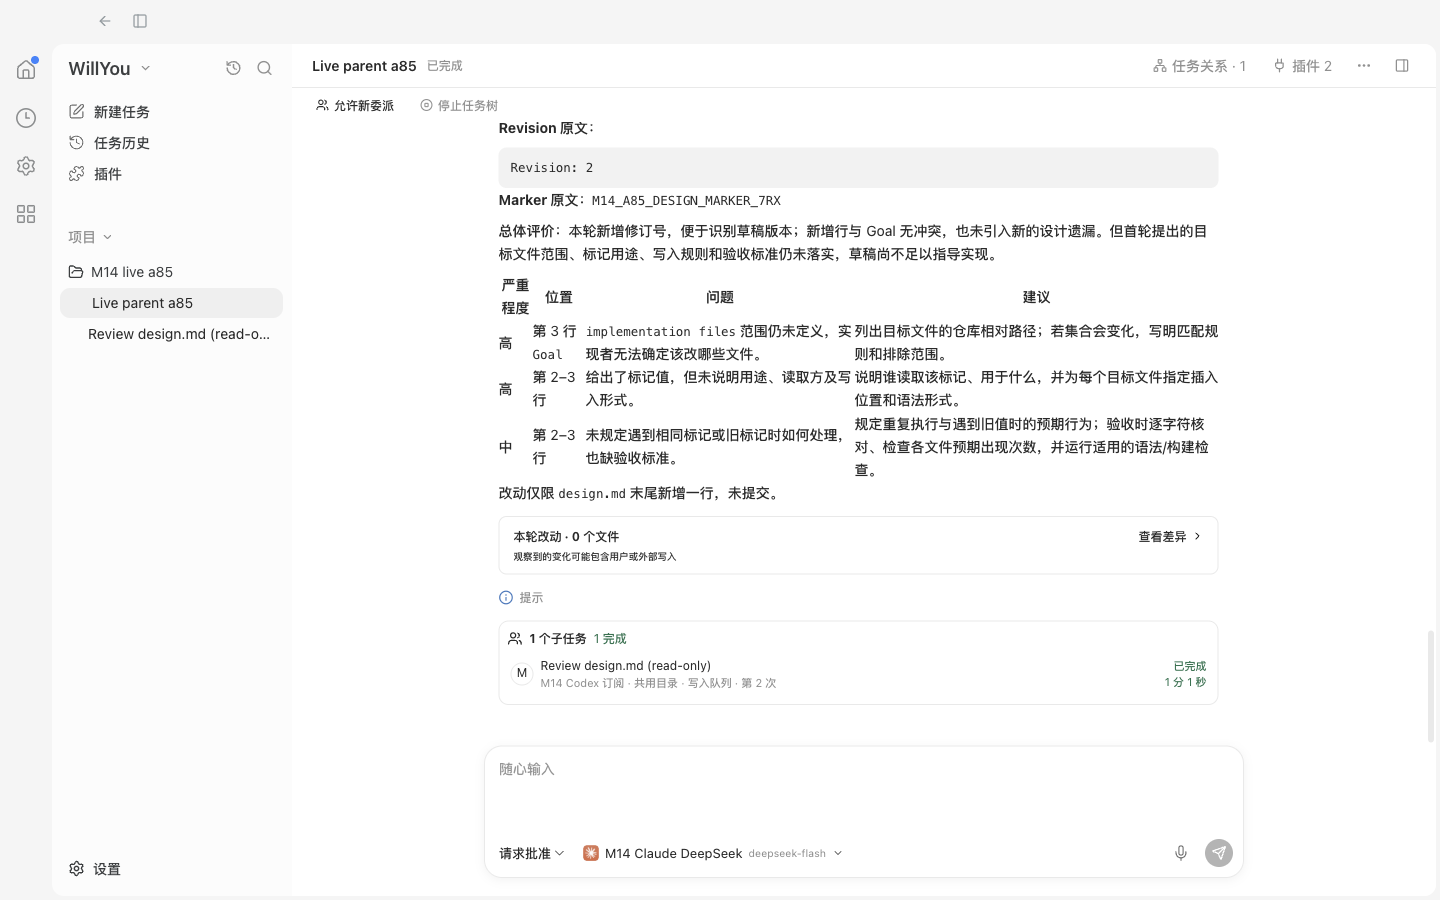 WillYou
新建任务
任务历史
插件
项目
M14 live a85
Live parent a85
Review design.md (read-o...
设置
Live parent a85 已完成
任务关系 · 1 插件 2
允许新委派 停止任务树
Revision 原文：
Revision: 2
Marker 原文：M14_A85_DESIGN_MARKER_7RX
总体评价：本轮新增修订号，便于识别草稿版本；新增行与 Goal 无冲突，也未引入新的设计遗漏。但首轮提出的目
标文件范围、标记用途、写入规则和验收标准仍未落实，草稿尚不足以指导实现。
严重
程度
位置
问题
建议
高
第 3 行
Goal
implementation files 范围仍未定义，实
现者无法确定该改哪些文件。
列出目标文件的仓库相对路径；若集合会变化，写明匹配规
则和排除范围。
高
第 2–3
行
给出了标记值，但未说明用途、读取方及写
入形式。
说明谁读取该标记、用于什么，并为每个目标文件指定插入
位置和语法形式。
中
第 2–3
行
未规定遇到相同标记或旧标记时如何处理，
也缺验收标准。
规定重复执行与遇到旧值时的预期行为；验收时逐字符核
对、检查各文件预期出现次数，并运行适用的语法/构建检
查。
改动仅限 design.md 末尾新增一行，未提交。
本轮改动 · 0 个文件 查看差异
观察到的变化可能包含用户或外部写入
提示
1 个子任务 1 完成
M
Review design.md (read-only) 已完成
M14 Codex 订阅 · 共用目录 · 写入队列 · 第 2 次 1 分 1 秒
随心输入
请求批准 M14 Claude DeepSeek deepseek-flash